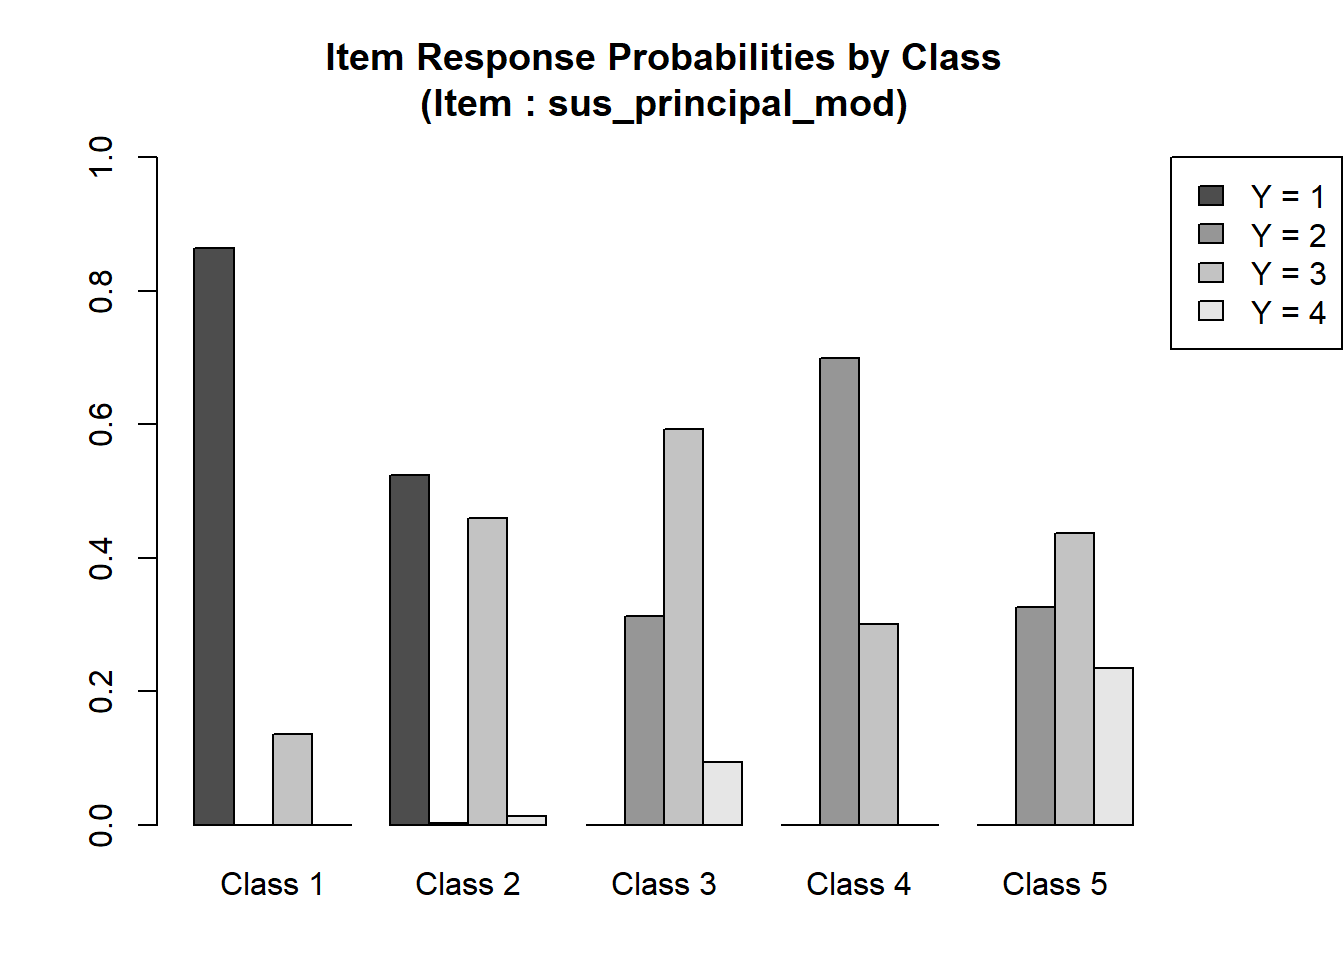 Item Response Probabilities by Class
(Item : sus_principal_mod)
1.0
0.8
0.6
0.4
0.2
0.0
Y = 1
Y = 2
Y = 3
Y = 4
Class 1
Class 2
Class 3
Class 4
Class 5